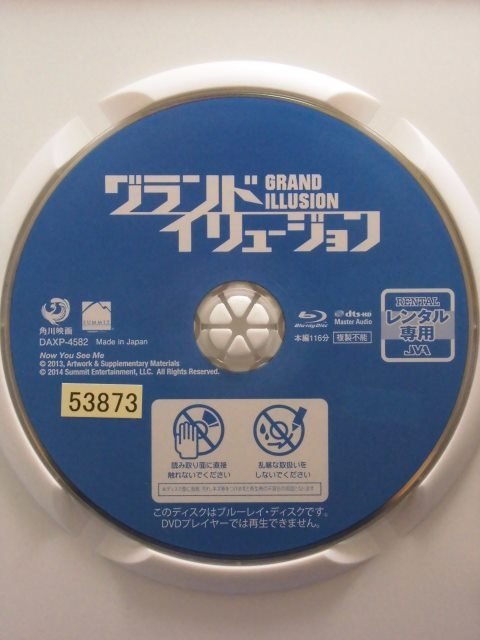 グランド
GRAND
ILLUSION
イリュージョン
角川映画
SUMMIT
ENTERTAINMENT
DAXP-4582 Made in Japan
Now You See Me
© 2013, Artwork & Supplementary Materials
© 2014 Summit Entertainment, LLC. All Rights Reserved.
Blu-ray Disc
dts-HD
Master Audio
本編116分 複製不能
RENTAL
レンタル
専用
JVA
53873
読み取り面に直接
触れないでください
乱暴な取扱いを
しないでください
このディスクはブルーレイ・ディスクです。
DVDプレイヤーでは再生できません。